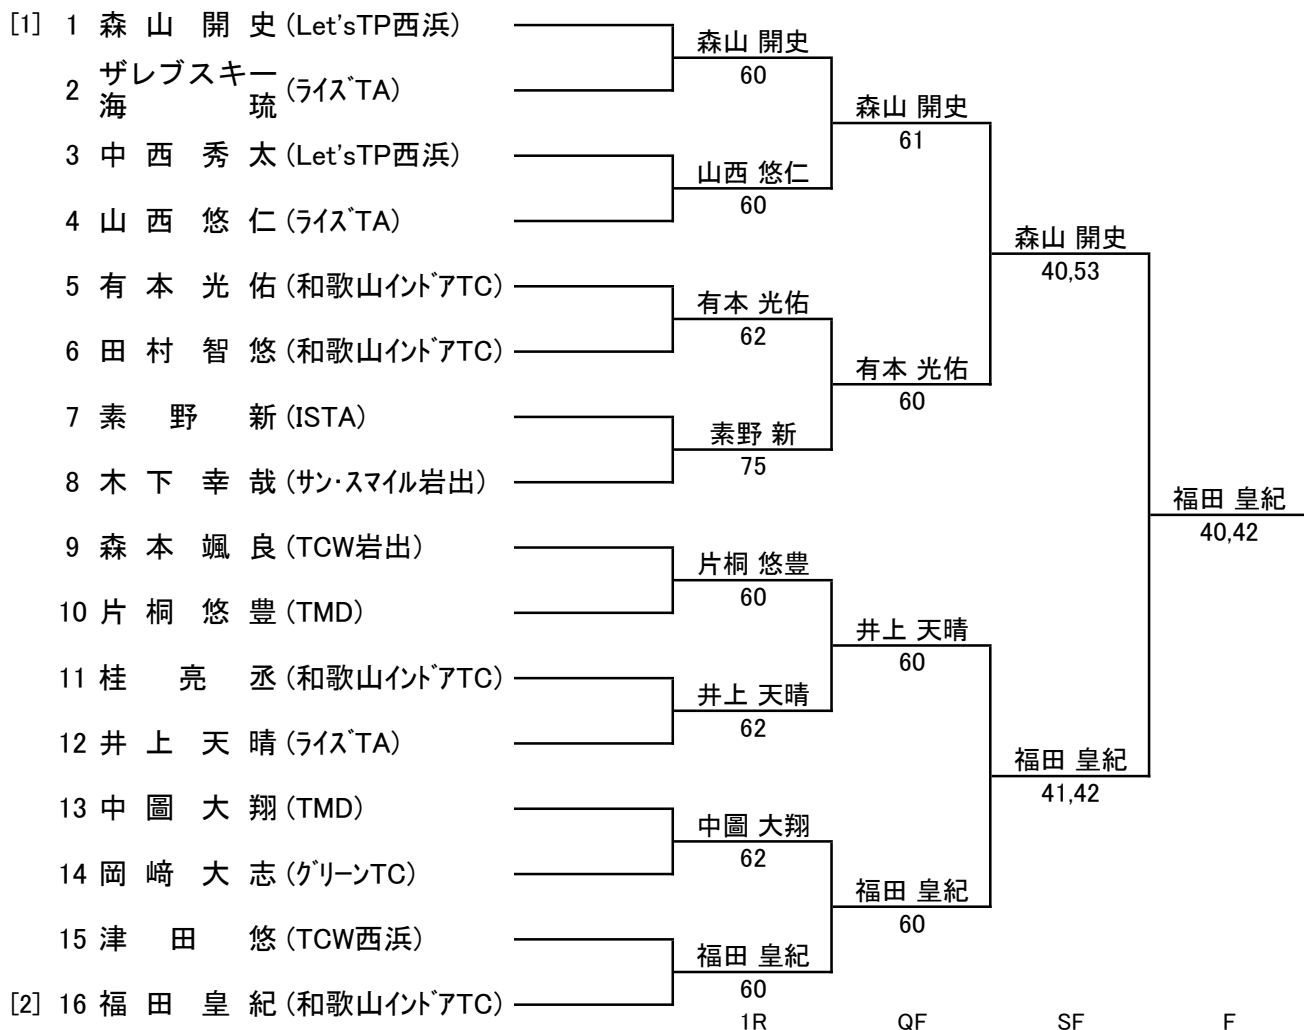 [1] 1 森 山 開 史 (Let'sTP西浜)
2 ザレブスキー 海 琉 (ﾗｲｽﾞTA)
3 中 西 秀 太 (Let'sTP西浜)
4 山 西 悠 仁 (ﾗｲｽﾞTA)
5 有 本 光 佑 (和歌山ｲﾝﾄﾞｱTC)
6 田 村 智 悠 (和歌山ｲﾝﾄﾞｱTC)
7 素 野 新 (ISTA)
8 木 下 幸 哉 (ｻﾝ･ｽﾏｲﾙ岩出)
9 森 本 颯 良 (TCW岩出)
10 片 桐 悠 豊 (TMD)
11 桂 亮 丞 (和歌山ｲﾝﾄﾞｱTC)
12 井 上 天 晴 (ﾗｲｽﾞTA)
13 中 圖 大 翔 (TMD)
14 岡 﨑 大 志 (ｸﾞﾘｰﾝTC)
15 津 田 悠 (TCW西浜)
[2] 16 福 田 皇 紀 (和歌山ｲﾝﾄﾞｱTC)
森山 開史
60
山西 悠仁
60
有本 光佑
62
素野 新
75
片桐 悠豊
60
井上 天晴
62
中圖 大翔
62
福田 皇紀
60
1R
森山 開史
61
有本 光佑
60
井上 天晴
60
福田 皇紀
60
QF
森山 開史
40,53
福田 皇紀
41,42
SF
福田 皇紀
40,42
F